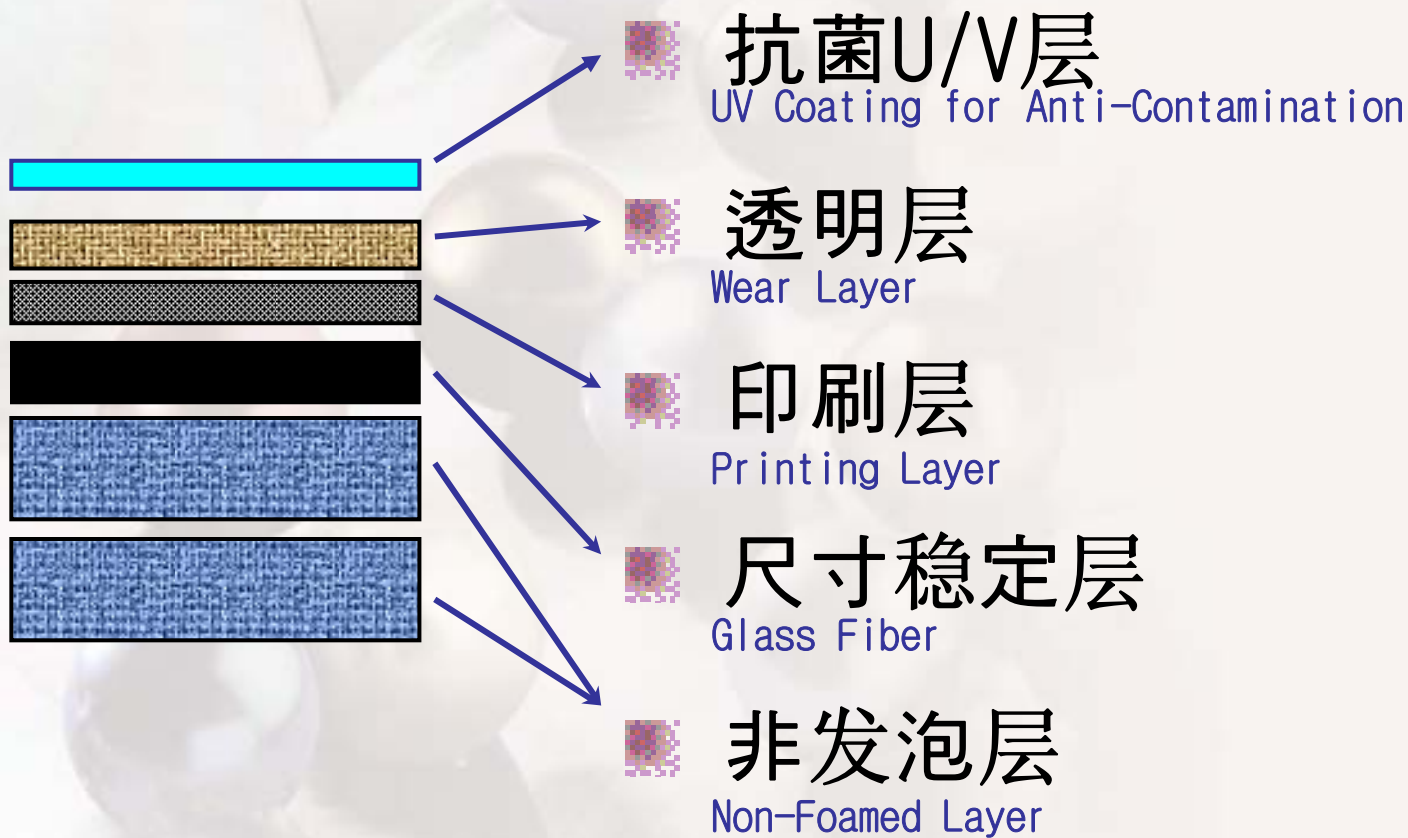 抗菌U/V层
UV Coating for Anti-Contamination
透明层
Wear Layer
印刷层
Printing Layer
尺寸稳定层
Glass Fiber
非发泡层
Non-Foamed Layer